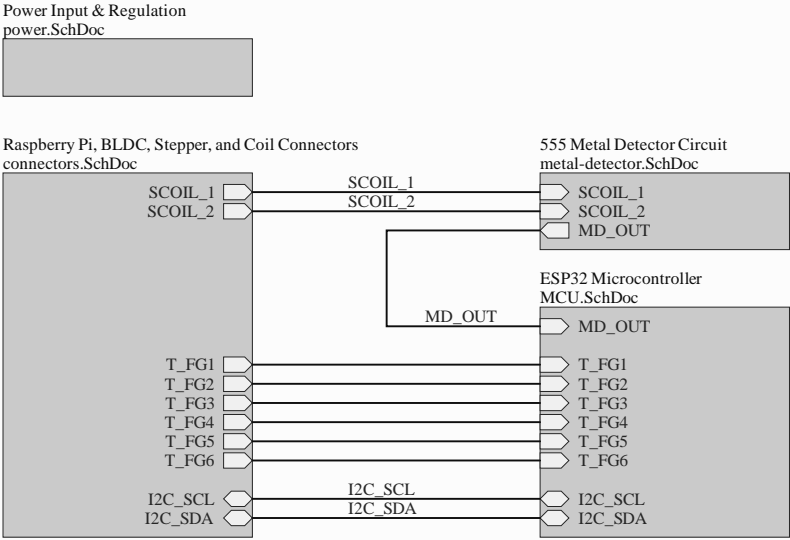 Power Input & Regulation
power.SchDoc
Raspberry Pi, BLDC, Stepper, and Coil Connectors
connectors.SchDoc
SCOIL_1
SCOIL_2
T_FG1
T_FG2
T_FG3
T_FG4
T_FG5
T_FG6
I2C_SCL
I2C_SDA
SCOIL_1
SCOIL_2
MD_OUT
I2C_SCL
I2C_SDA
555 Metal Detector Circuit
metal-detector.SchDoc
SCOIL_1
SCOIL_2
MD_OUT
ESP32 Microcontroller
MCU.SchDoc
MD_OUT
T_FG1
T_FG2
T_FG3
T_FG4
T_FG5
T_FG6
I2C_SCL
I2C_SDA